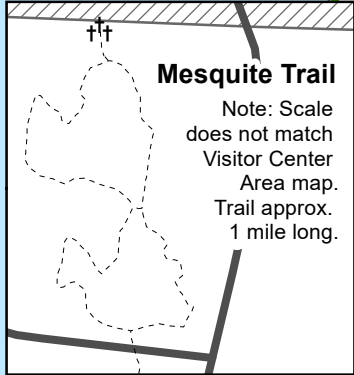 Mesquite Trail
Note: Scale
does not match
Visitor Center
Area map.
Trail approx.
1 mile long.